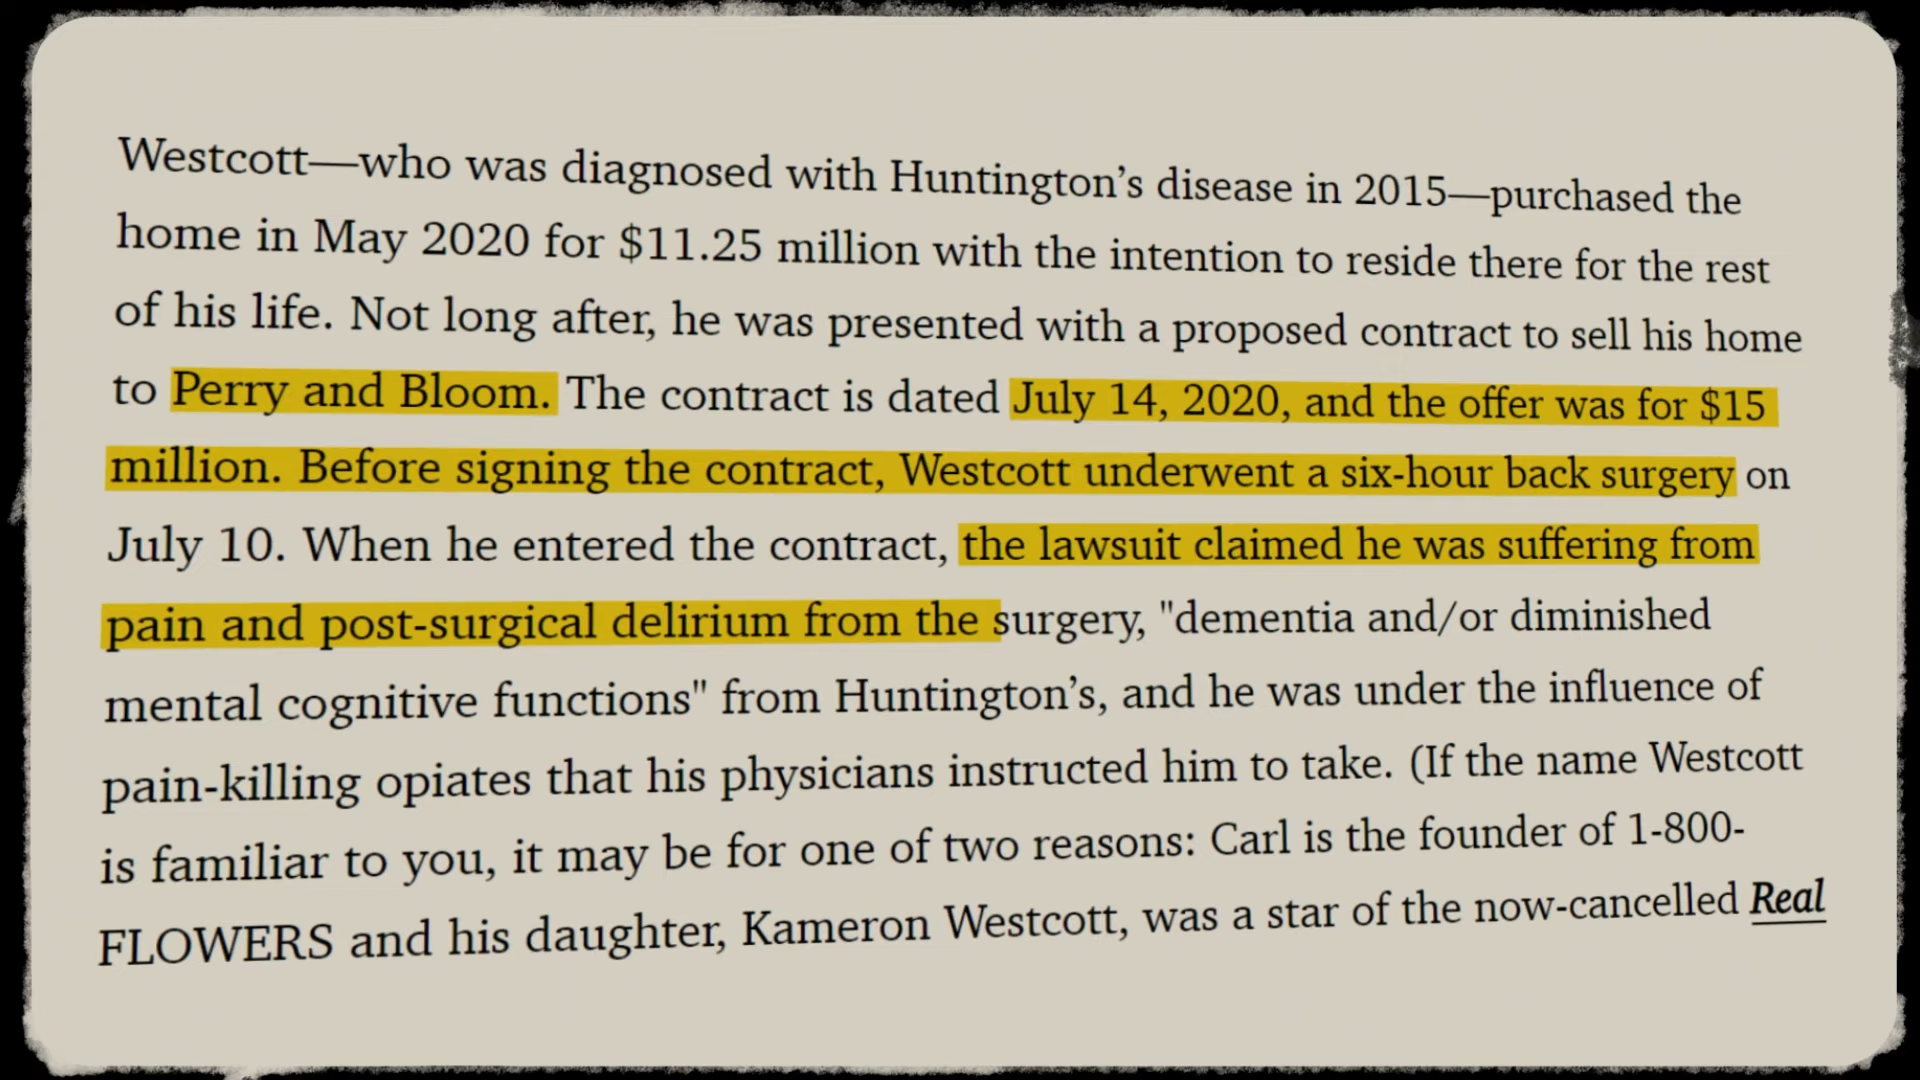 Westcott—who was diagnosed with Huntington’s disease in 2015—purchased the
home in May 2020 for $11.25 million with the intention to reside there for the rest
of his life. Not long after, he was presented with a proposed contract to sell his home
to Perry and Bloom. The contract is dated July 14, 2020, and the offer was for $15
million. Before signing the contract, Westcott underwent a six-hour back surgery on
July 10. When he entered the contract, the lawsuit claimed he was suffering from
pain and post-surgical delirium from the surgery, "dementia and/or diminished
mental cognitive functions" from Huntington’s, and he was under the influence of
pain-killing opiates that his physicians instructed him to take. (If the name Westcott
is familiar to you, it may be for one of two reasons: Carl is the founder of 1-800-
FLOWERS and his daughter, Kameron Westcott, was a star of the now-cancelled Real